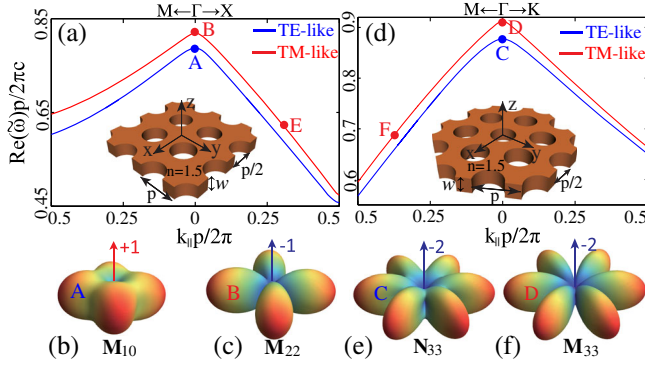 M←Γ→X
(a)
B
TE-like
TM-like
A
E
Re(ω̃)p/2πc
0.85
0.65
0.45
z
x
y
n=1.5
p
w
p/2
0.5
0.25
0
0.25
0.5
k∥p/2π
M←Γ→K
(d)
D
TE-like
TM-like
C
F
0.9
0.8
0.7
0.6
z
x
y
n=1.5
w
p
p/2
0.5
0.25
0
0.25
0.5
k∥p/2π
+1
A
(b) M₁₀
-1
B
(c) M₂₂
-2
C
(e) N₃₃
-2
D
(f) M₃₃